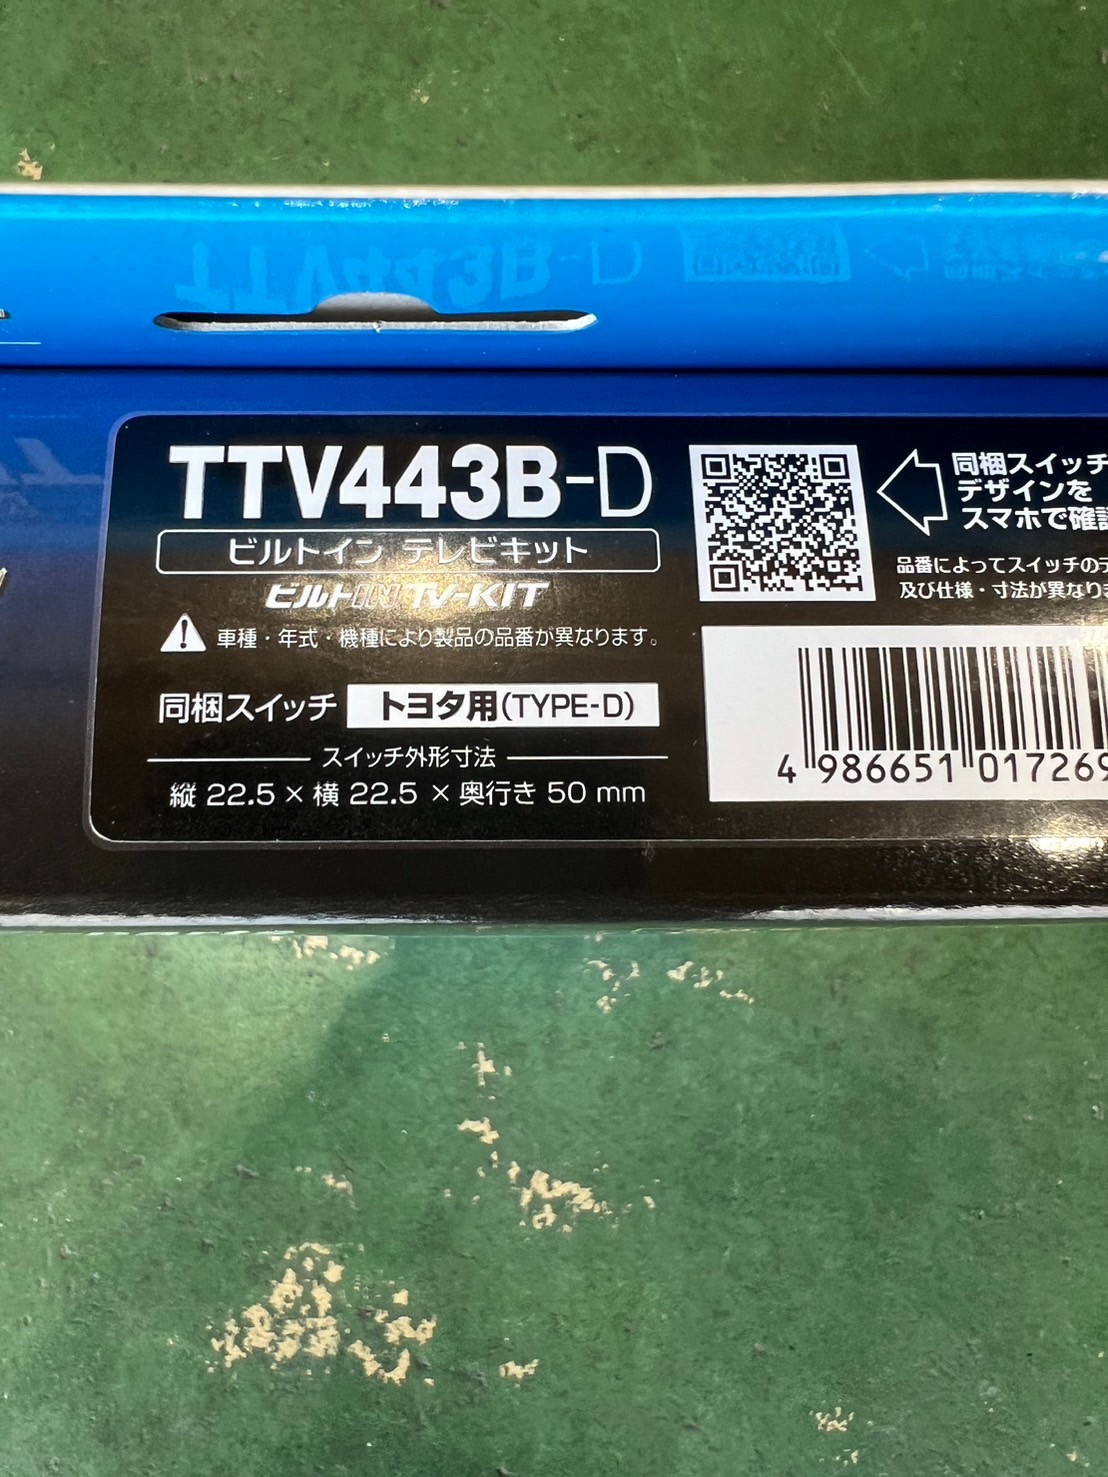 TTV443B-D
TTV443B-D
ビルトイン テレビキット
ビルトIN TV-KIT
車種・年式・機種により製品の品番が異なります。
同梱スイッチ トヨタ用(TYPE-D)
スイッチ外形寸法
縦 22.5 × 横 22.5 × 奥行き 50 mm
同梱スイッチ
デザインを
スマホで確認
品番によってスイッチのデ
及び仕様・寸法が異なりま
4 986651 017269